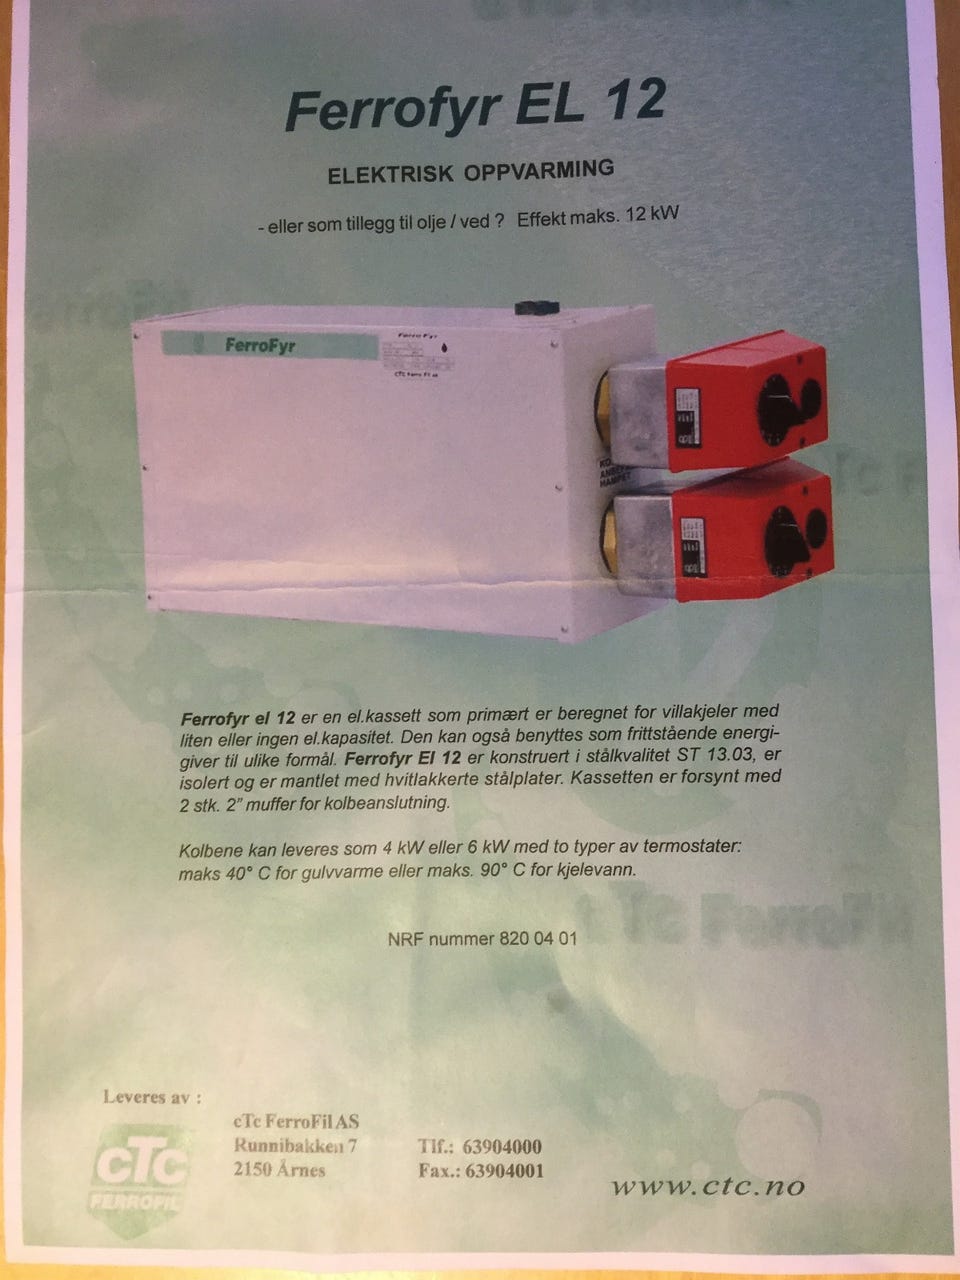 Ferrofyr EL 12
ELEKTRISK OPPVARMING
- eller som tillegg til olje / ved ? Effekt maks. 12 kW
FerroFyr
Ferro Fyr
KO
ANBE
HAMPET
Ferrofyr el 12 er en el.kassett som primært er beregnet for villakjeler med
liten eller ingen el.kapasitet. Den kan også benyttes som frittstående energi-
giver til ulike formål. Ferrofyr El 12 er konstruert i stålkvalitet ST 13.03, er
isolert og er mantlet med hvitlakkerte stålplater. Kassetten er forsynt med
2 stk. 2” muffer for kolbeanslutning.
Kolbene kan leveres som 4 kW eller 6 kW med to typer av termostater:
maks 40° C for gulvvarme eller maks. 90° C for kjelevann.
NRF nummer 820 04 01
Leveres av :
cTc FerroFil AS
Runnibakken 7 Tlf.: 63904000
2150 Årnes Fax.: 63904001
cTc
FERROFIL
www.ctc.no